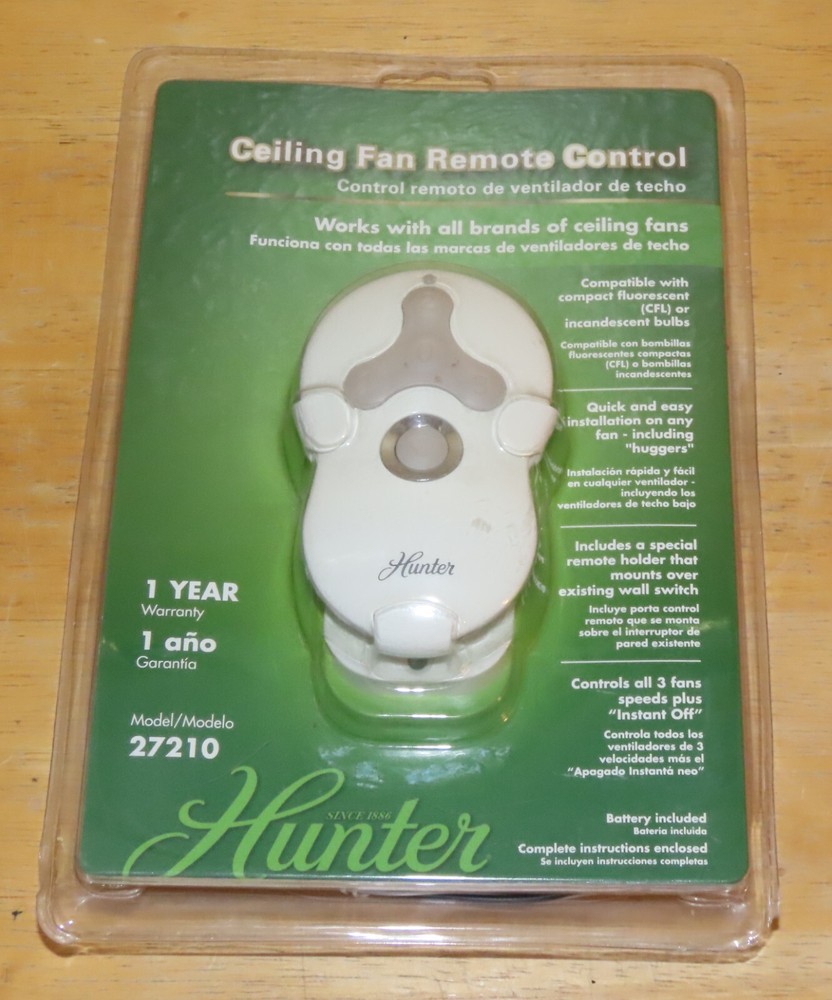 Ceiling Fan Remote Control
Control remoto de ventilador de techo
Works with all brands of ceiling fans
Funciona con todas las marcas de ventiladores de techo
Compatible with
compact fluorescent
(CFL) or
incandescent bulbs
Compatible con bombillas
fluorescentes compactas
(CFL) o bombillas
incandescentes
Quick and easy
installation on any
fan - including
"huggers"
Instalación rápida y fácil
en cualquier ventilador -
incluyendo los
ventiladores de techo bajo
Includes a special
remote holder that
mounts over
existing wall switch
Incluye porta control
remoto que se monta
sobre el interruptor de
pared existente
Controls all 3 fans
speeds plus
“Instant Off”
Controla todos los
ventiladores de 3
velocidades más el
“Apagado Instantá neo”
Battery included
Bateria incluida
Complete instructions enclosed
Se incluyen instrucciones completas
Hunter
1 YEAR
Warranty
1 año
Garantía
Model/Modelo
27210
Hunter
SINCE 1886